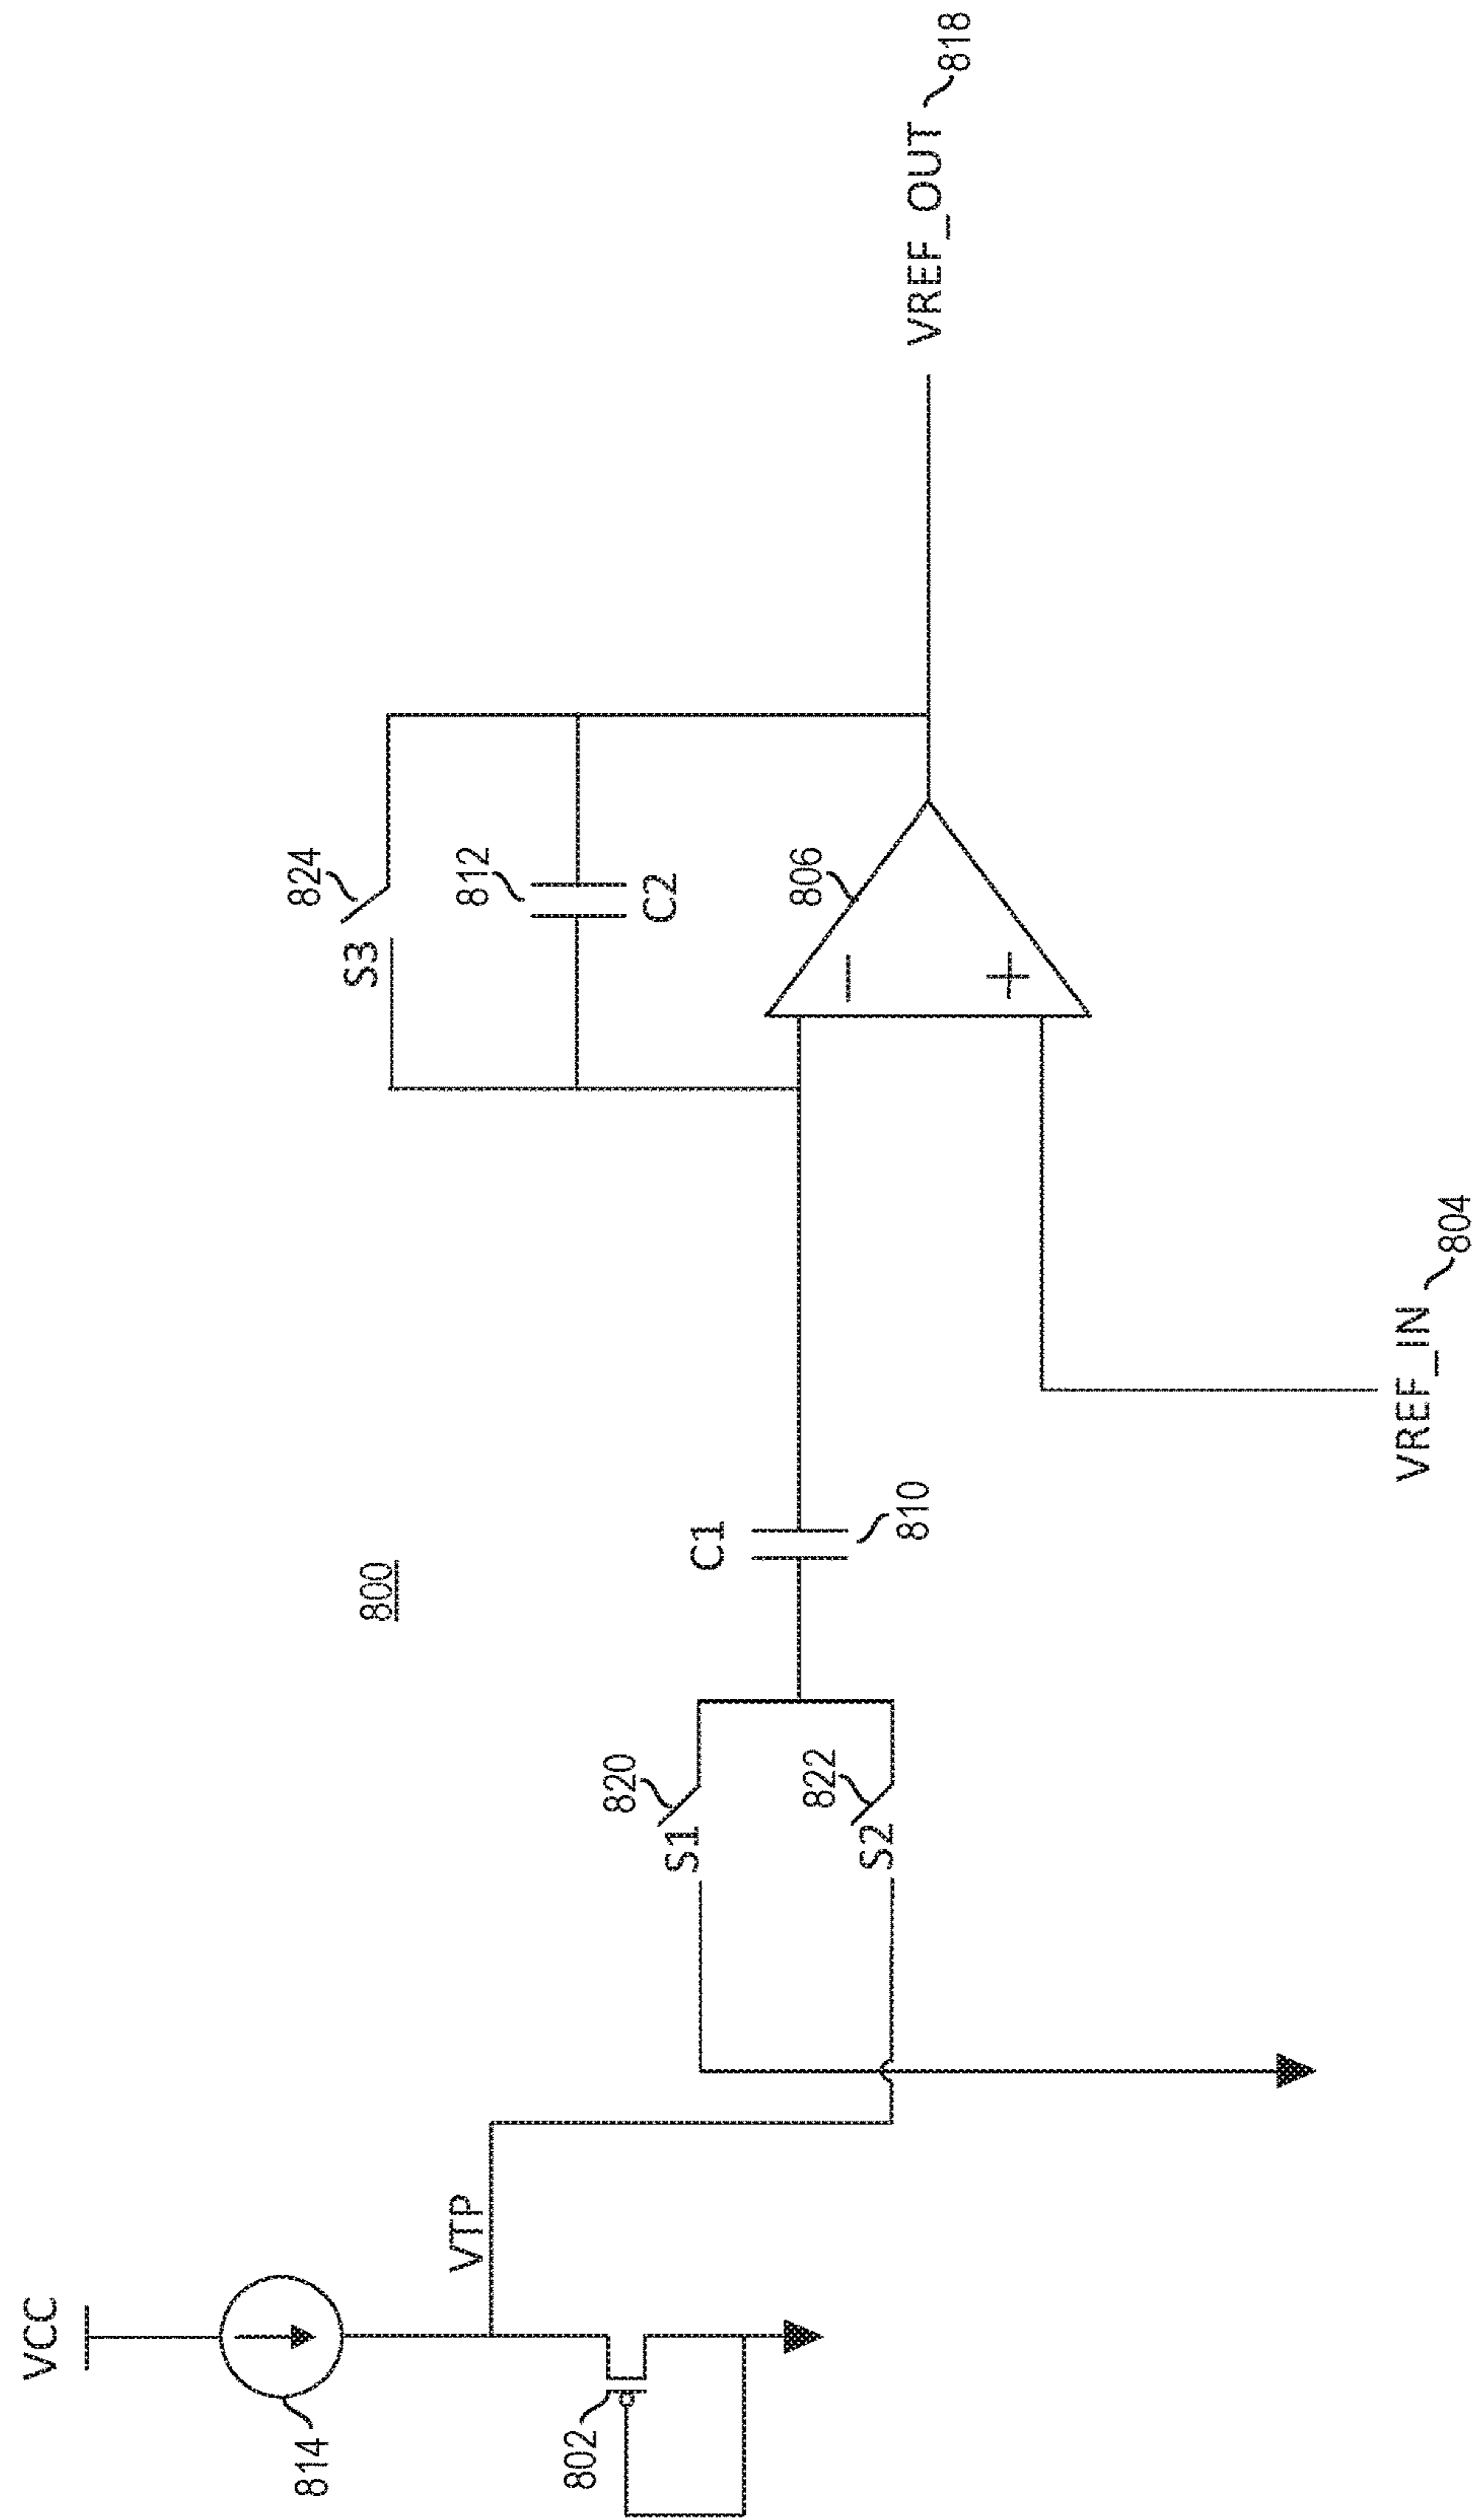 800
VCC
814
VTP
802
820
S1
822
S2
C1
810
824
S3
812
C2
806
VREF_IN 804
VREF_OUT 818